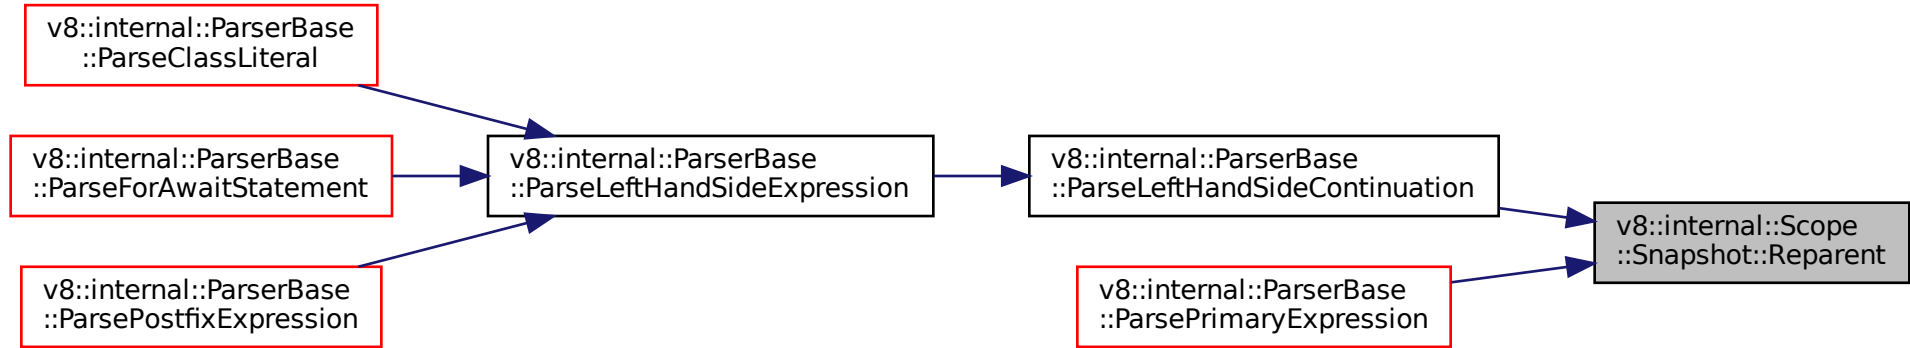 v8::internal::ParserBase
::ParseClassLiteral
v8::internal::ParserBase
::ParseForAwaitStatement
v8::internal::ParserBase
::ParsePostfixExpression
v8::internal::ParserBase
::ParseLeftHandSideExpression
v8::internal::ParserBase
::ParseLeftHandSideContinuation
v8::internal::ParserBase
::ParsePrimaryExpression
v8::internal::Scope
::Snapshot::Reparent